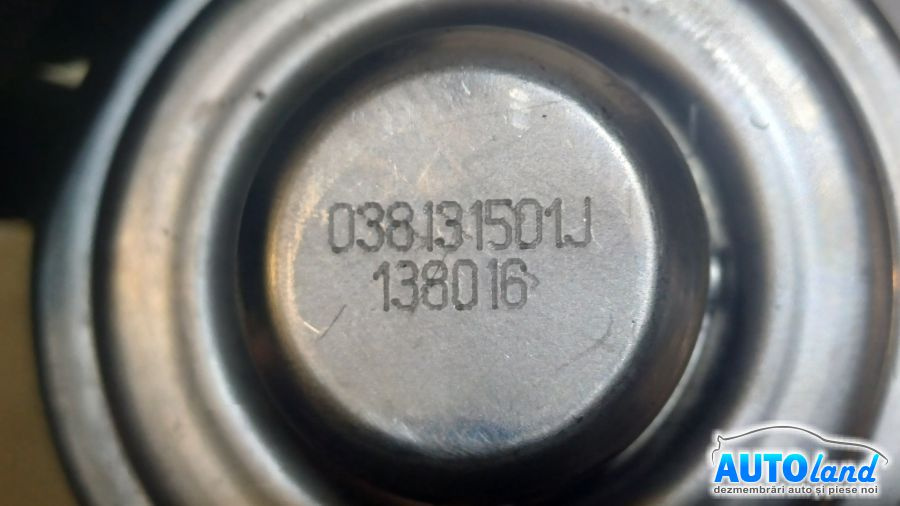 038131501J
138016
AUTOland
dezmembrări auto și piese noi